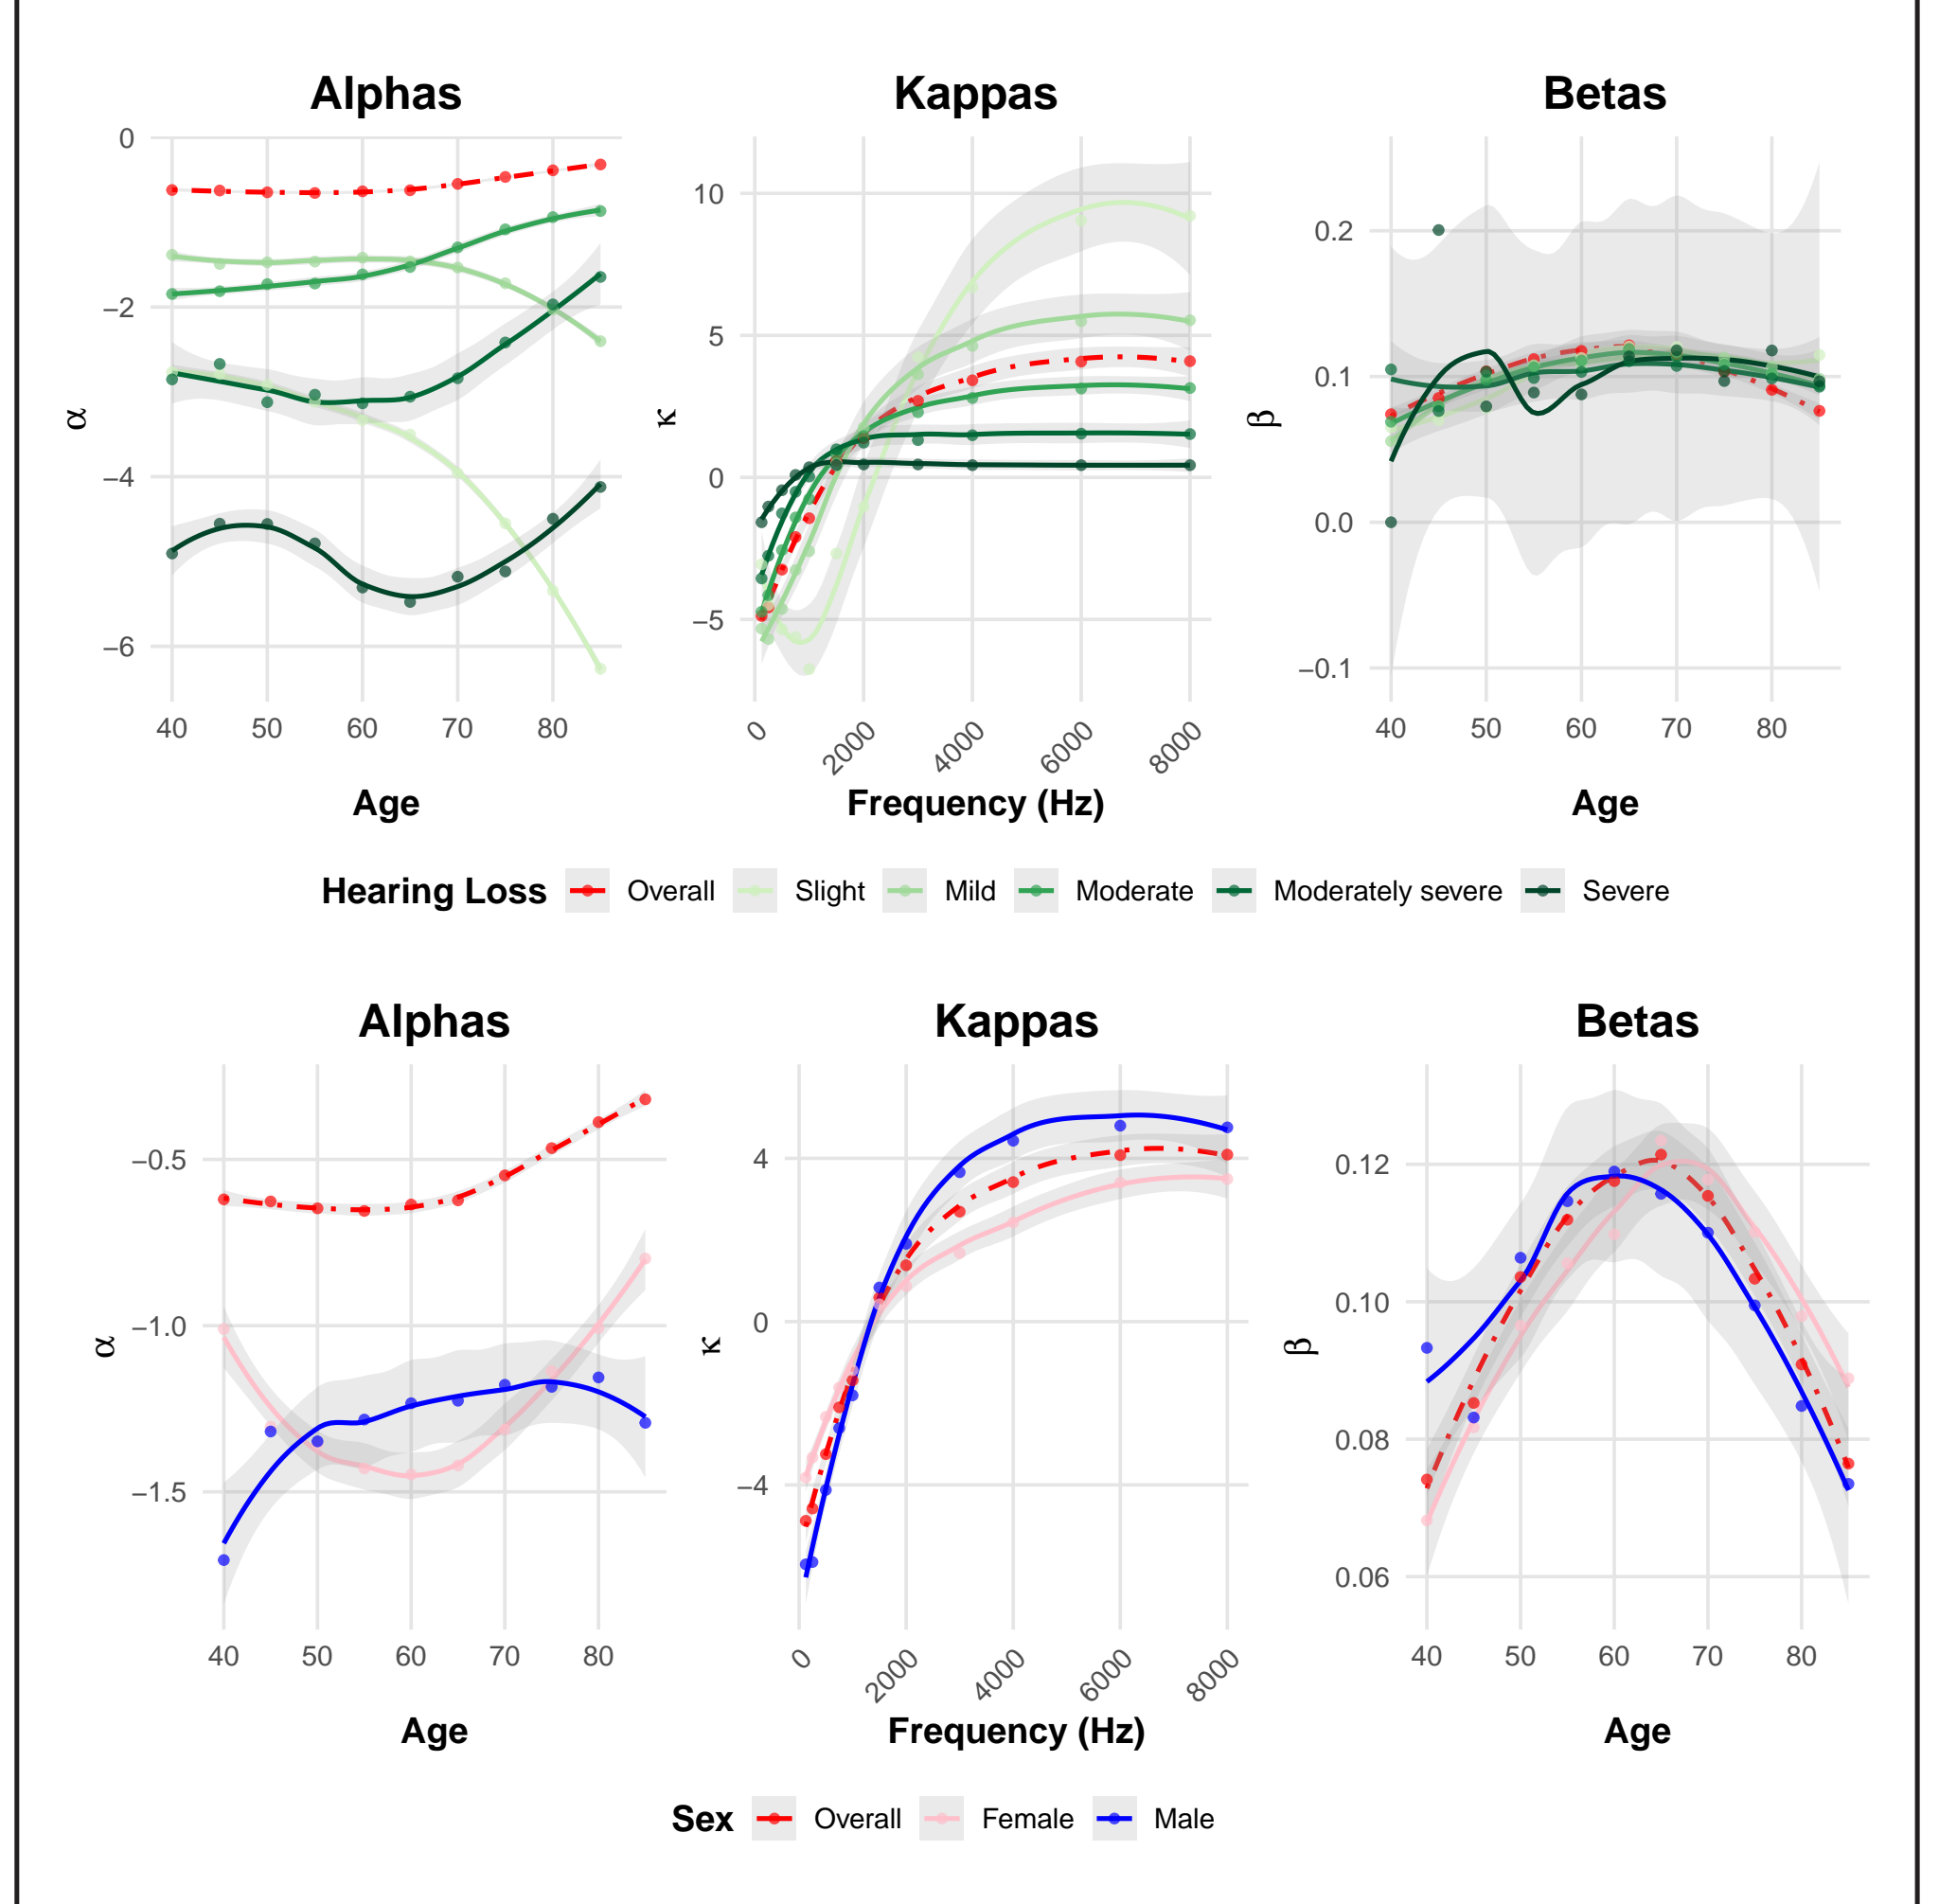 Alphas Kappas Betas
0
−2
−4
−6
10
5
0
−5
0.2
0.1
0.0
−0.1
α κ β
40 50 60 70 80 0 2000 4000 6000 8000 40 50 60 70 80
Age Frequency (Hz) Age
Hearing Loss Overall Slight Mild Moderate Moderately severe Severe
Alphas Kappas Betas
−0.5
−1.0
−1.5
4
0
−4
0.12
0.10
0.08
0.06
α κ β
40 50 60 70 80 0 2000 4000 6000 8000 40 50 60 70 80
Age Frequency (Hz) Age
Sex Overall Female Male